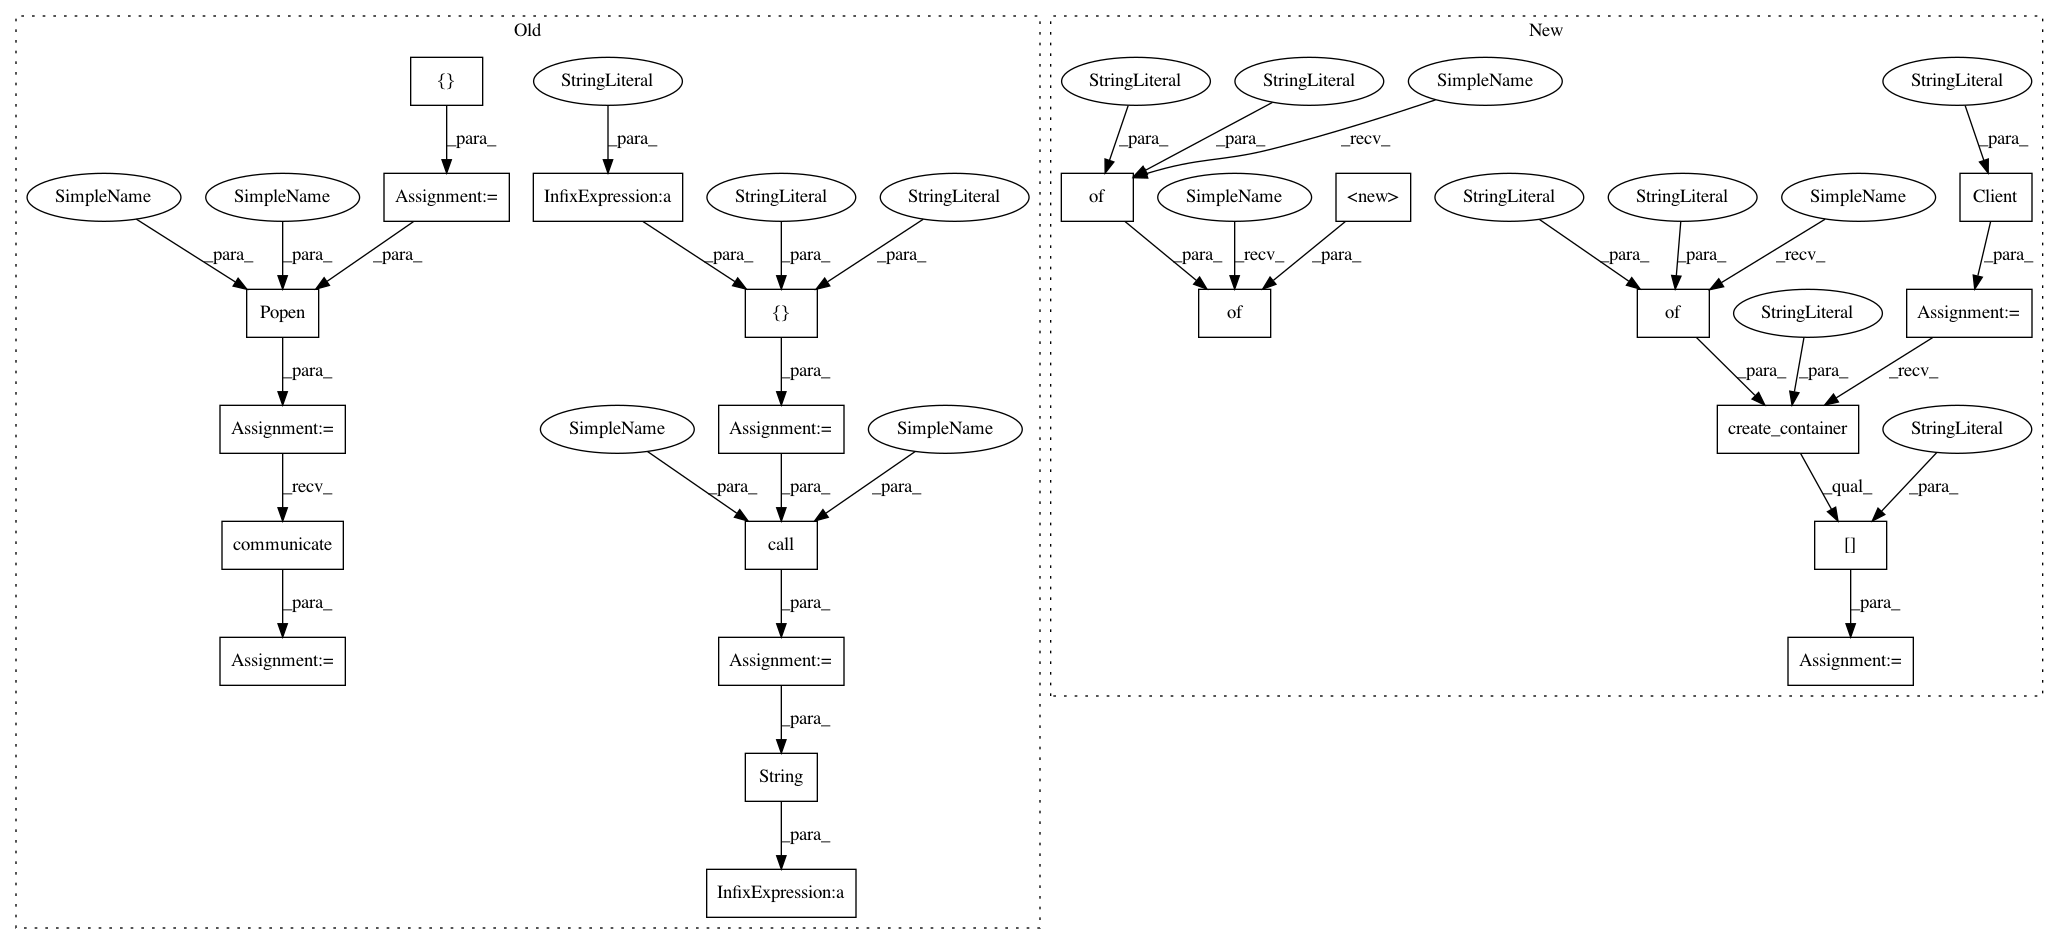 Old
New
{}
StringLiteral
StringLiteral
StringLiteral
SimpleName
StringLiteral
_para_
_para_
_para_
_para_
_recv_
_para_
SimpleName
SimpleName
Assignment:=
InfixExpression:a
StringLiteral
StringLiteral
of
SimpleName
<new>
StringLiteral
StringLiteral
SimpleName
Client
_para_
_para_
_para_
_para_
_para_
_para_
_para_
_recv_
_para_
_para_
_para_
_recv_
_para_
Popen
{}
of
of
StringLiteral
Assignment:=
_para_
_para_
_para_
_para_
_recv_
Assignment:=
SimpleName
Assignment:=
SimpleName
create_container
StringLiteral
_recv_
_para_
_para_
_para_
_qual_
_para_
communicate
call
[]
_para_
_para_
_para_
Assignment:=
Assignment:=
Assignment:=
_para_
String
_para_
InfixExpression:a